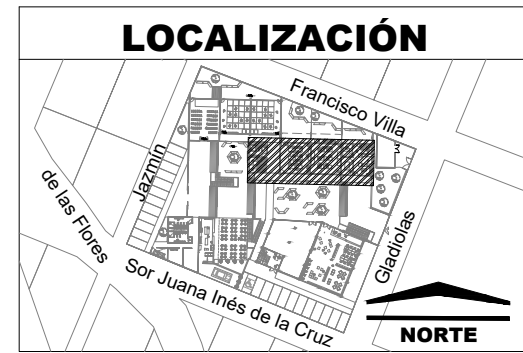 LOCALIZACIÓN
Francisco Villa
Jazmín
de las Flores
Gladiolas
Sor Juana Inés de la Cruz
NORTE